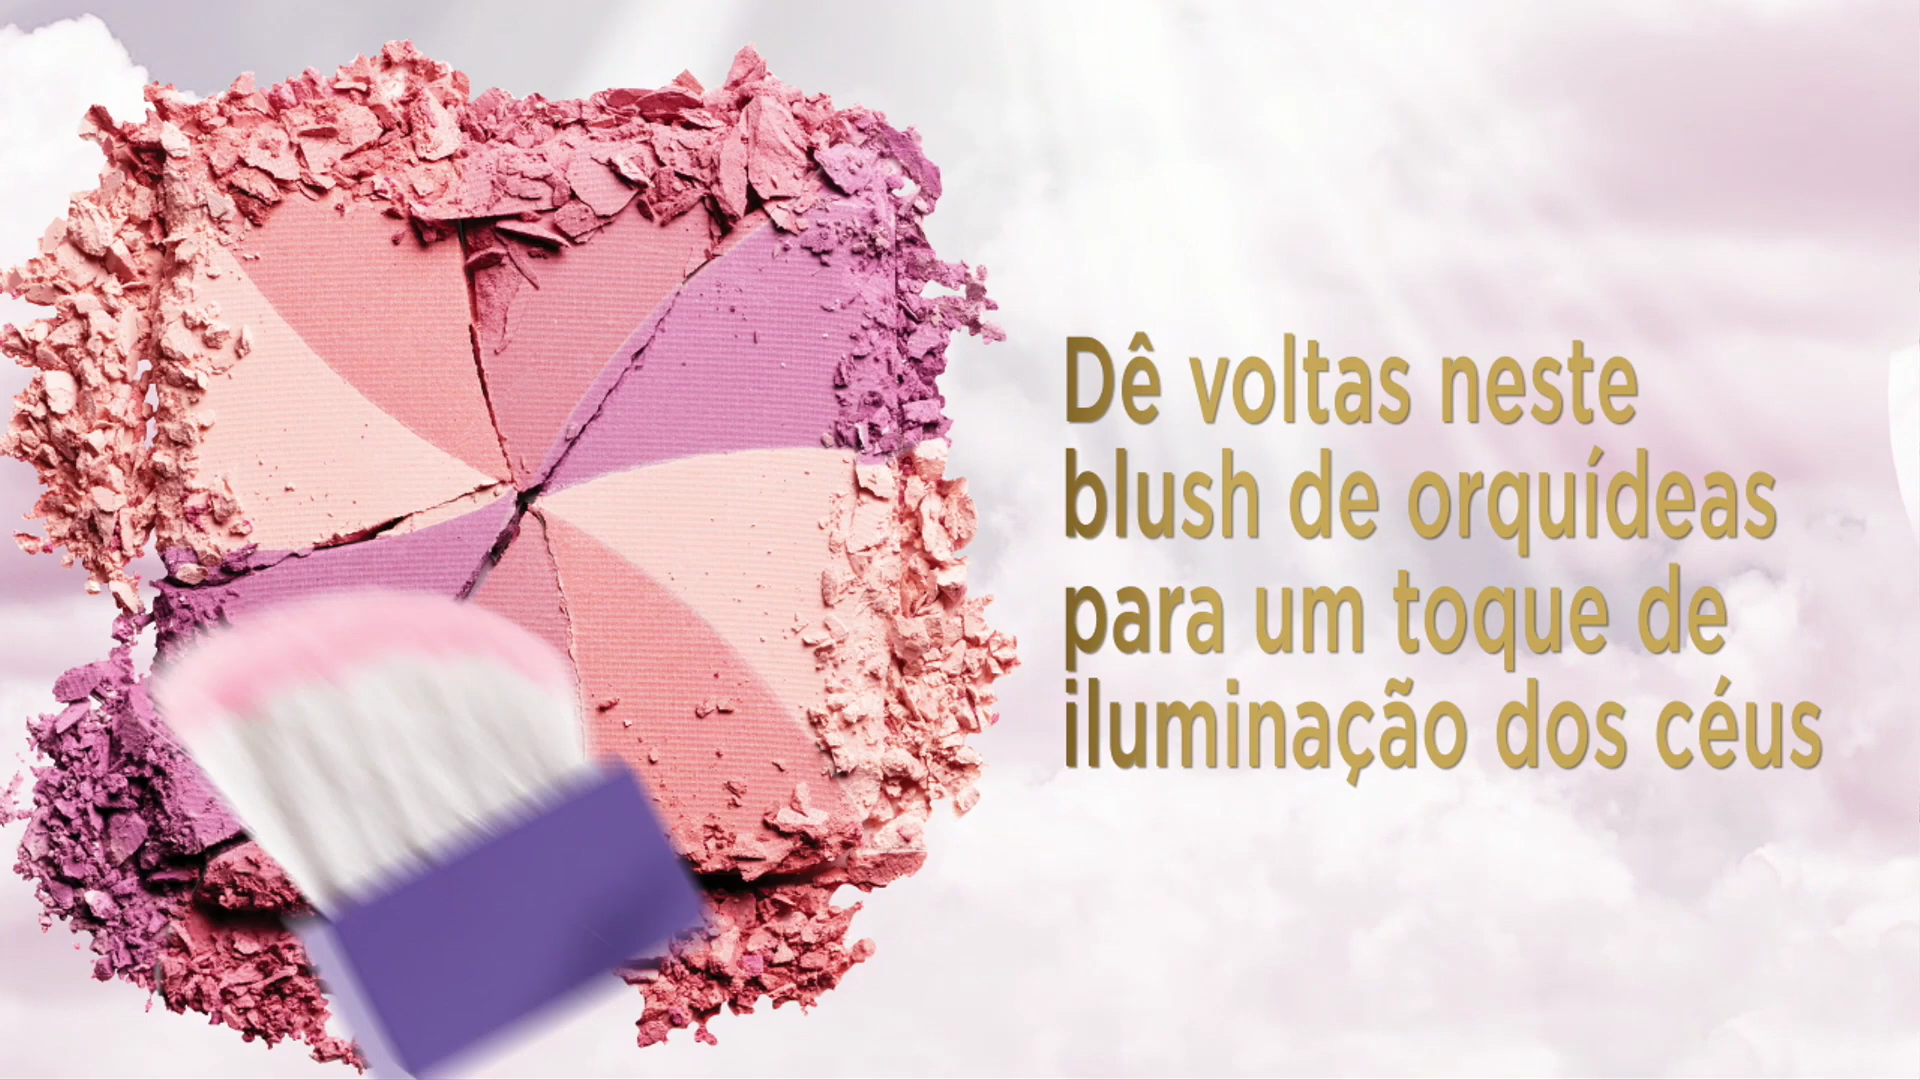 Dê voltas neste
blush de orquídeas
para um toque de
iluminação dos céus